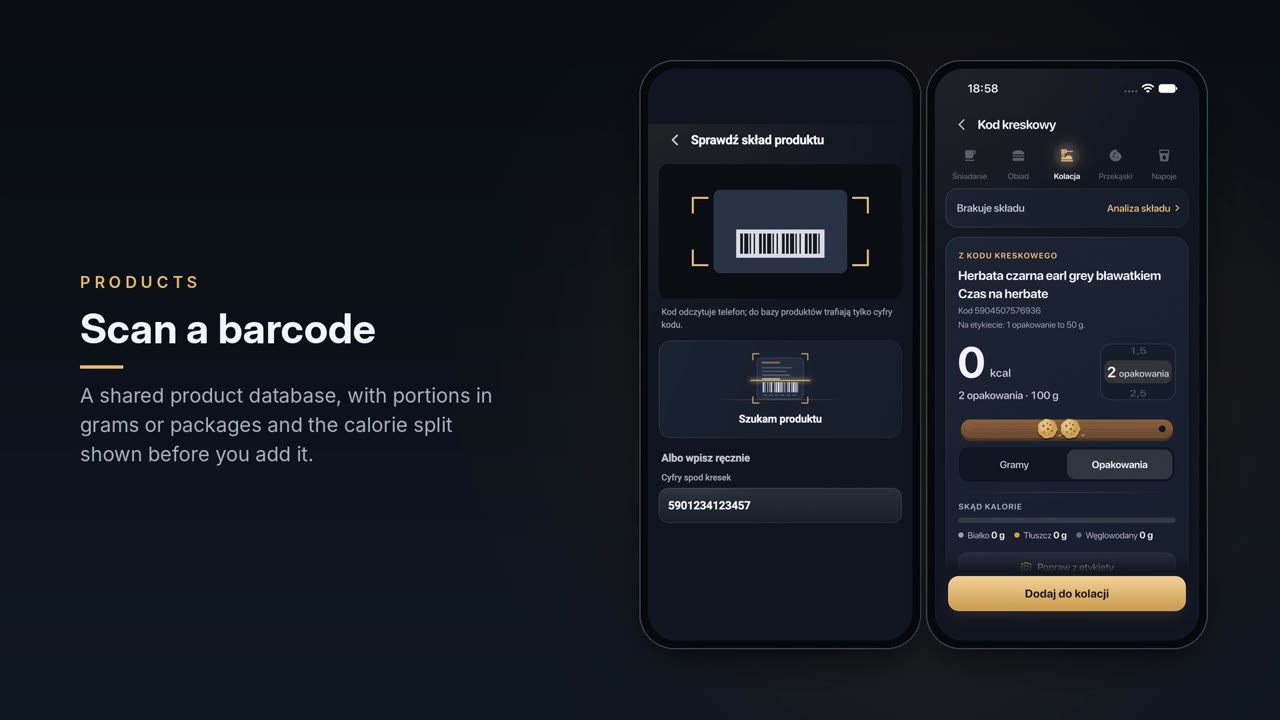 PRODUCTS
Scan a barcode
A shared product database, with portions in
grams or packages and the calorie split
shown before you add it.
Sprawdź skład produktu
Kod odczytuje telefon; do bazy produktów trafiają tylko cyfry
kodu.
Szukam produktu
Albo wpisz ręcznie
Cyfry spod kresek
5901234123457
18:58
Kod kreskowy
Śniadanie Obiad Kolacja Przekąski Napoje
Brakuje składu Analiza składu
Z KODU KRESKOWEGO
Herbata czarna earl grey bławatkiem
Czas na herbate
Kod 5904507576936
Na etykiecie: 1 opakowanie to 50 g.
1,5
0 kcal
2 opakowania
2,5
2 opakowania · 100 g
Gramy Opakowania
SKĄD KALORIE
Białko 0 g Tłuszcz 0 g Węglowodany 0 g
Popraw z etykiety
Dodaj do kolacji